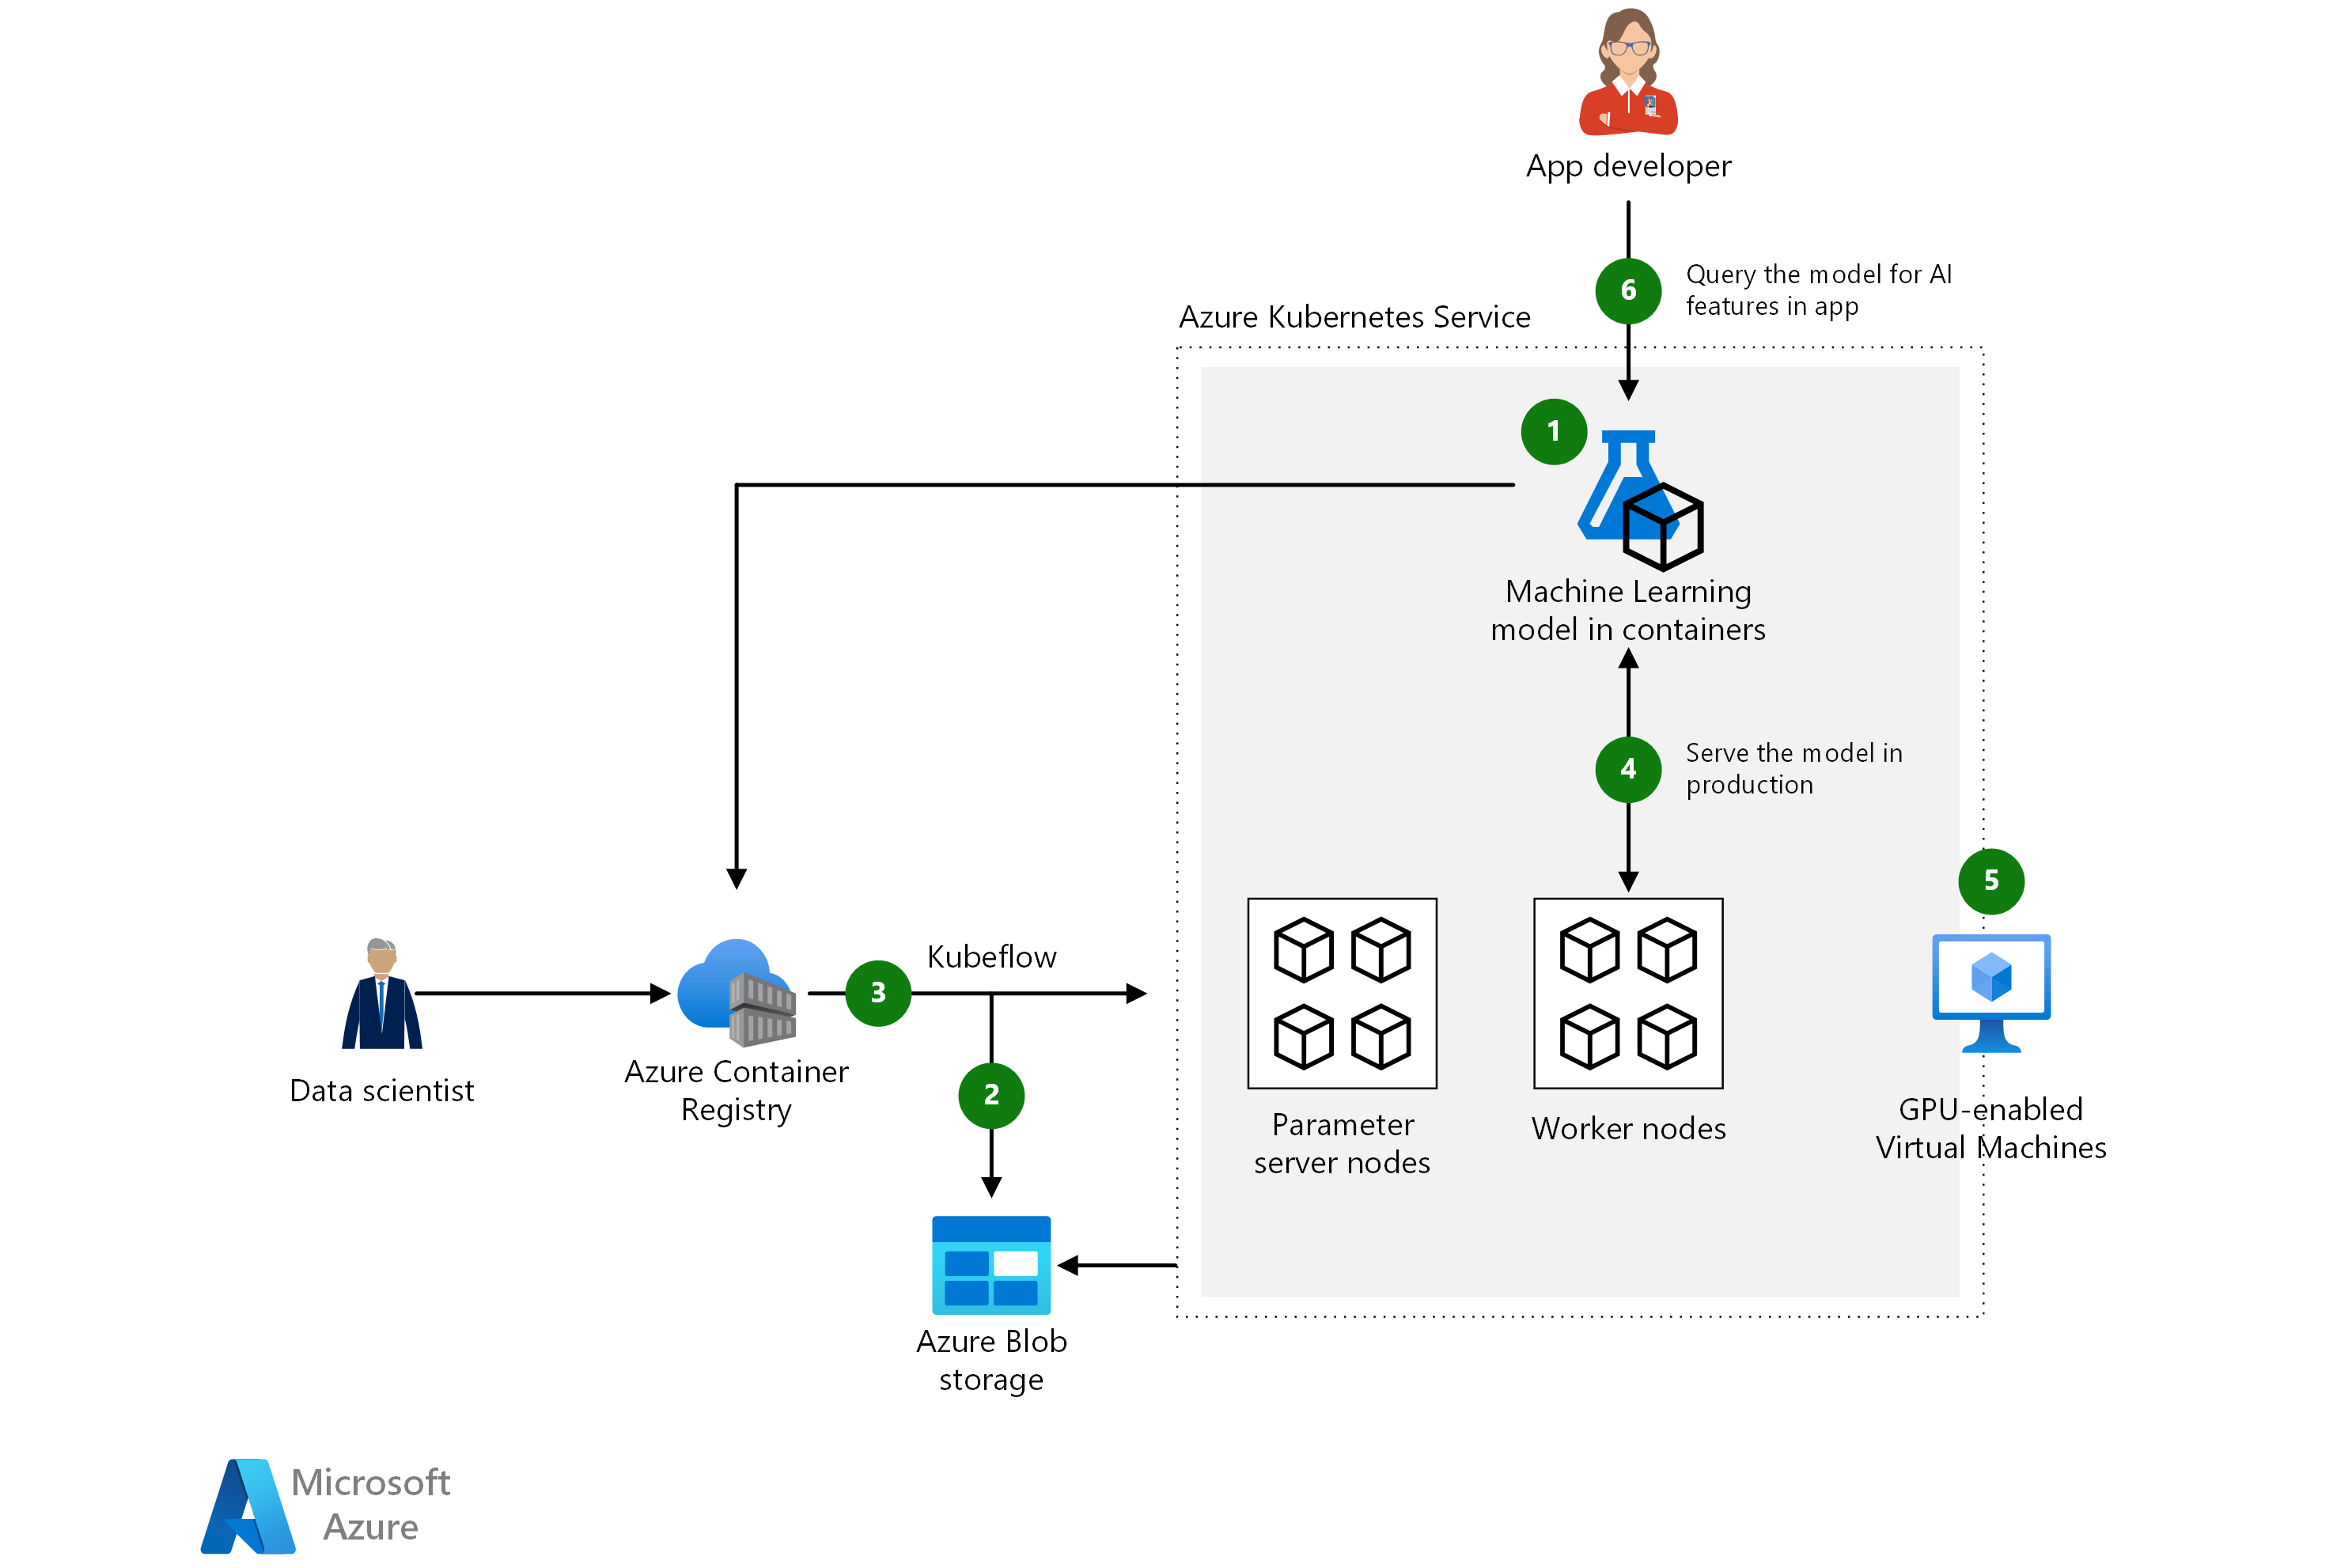 App developer
6
Query the model for AI
features in app
Azure Kubernetes Service
1
Machine Learning
model in containers
4
Serve the model in
production
5
3
Kubeflow
Data scientist
Azure Container
Registry
2
Parameter
server nodes
Worker nodes
GPU-enabled
Virtual Machines
Azure Blob
storage
Microsoft
Azure